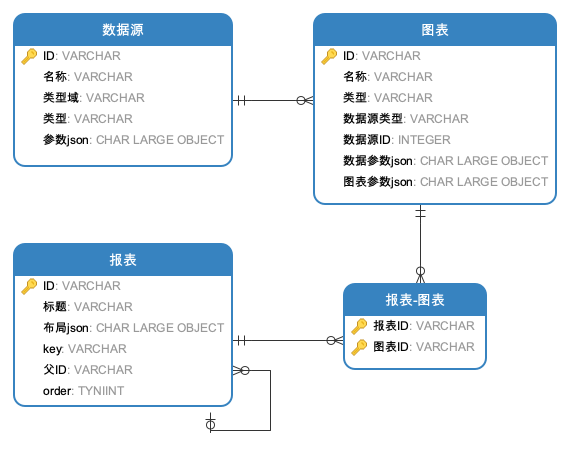 数据源
ID: VARCHAR
名称: VARCHAR
类型域: VARCHAR
类型: VARCHAR
参数json: CHAR LARGE OBJECT
图表
ID: VARCHAR
名称: VARCHAR
类型: VARCHAR
数据源类型: VARCHAR
数据源ID: INTEGER
数据参数json: CHAR LARGE OBJECT
图表参数json: CHAR LARGE OBJECT
报表
ID: VARCHAR
标题: VARCHAR
布局json: CHAR LARGE OBJECT
key: VARCHAR
父ID: VARCHAR
order: TYNIINT
报表-图表
报表ID: VARCHAR
图表ID: VARCHAR